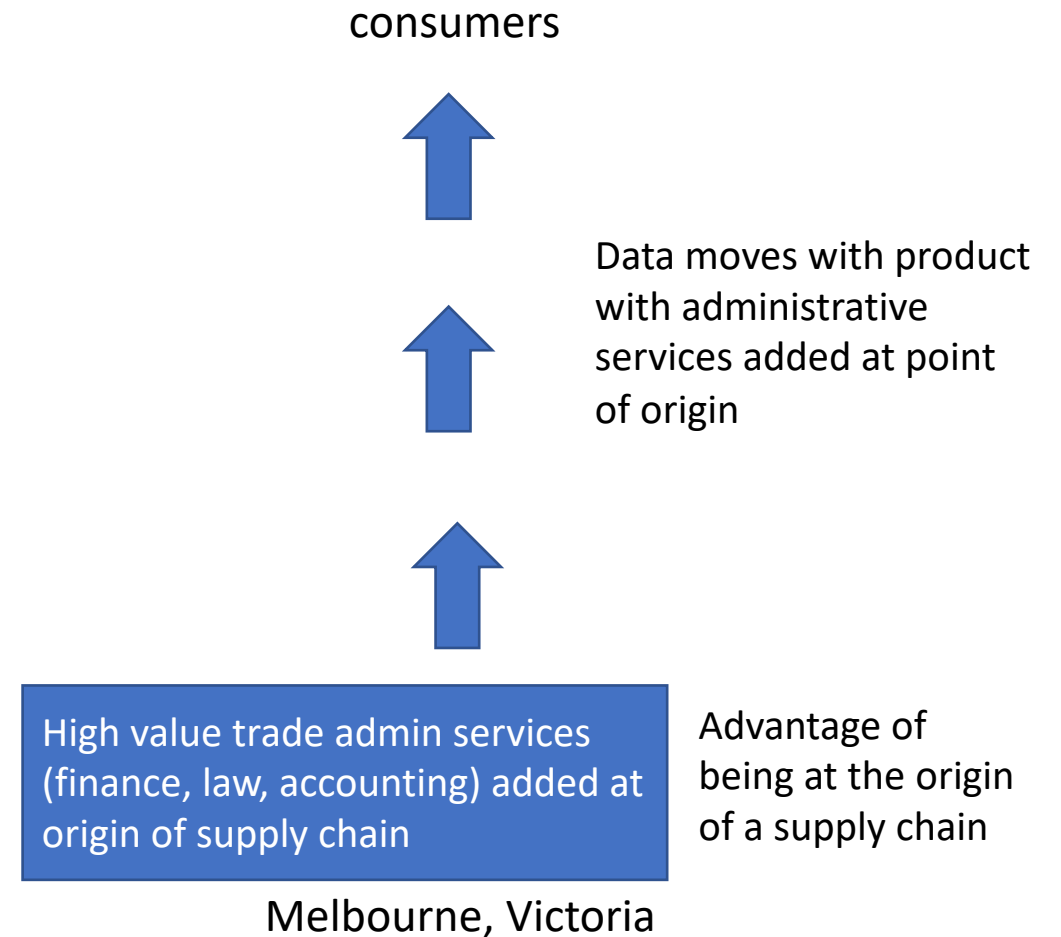 consumers
Data moves with product
with administrative
services added at point
of origin
High value trade admin services
(finance, law, accounting) added at
origin of supply chain
Advantage of
being at the origin
of a supply chain
Melbourne, Victoria